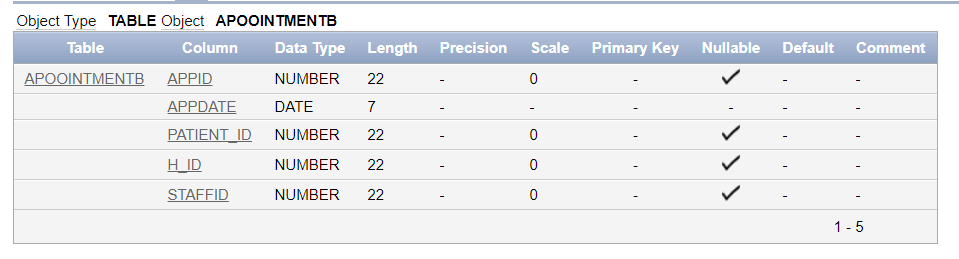 Object Type TABLE Object APOOINTMENTB
Table Column Data Type Length Precision Scale Primary Key Nullable Default Comment
APOOINTMENTB APPID NUMBER 22 - 0 - ✓ - -
APPDATE DATE 7 - - - - - -
PATIENT_ID NUMBER 22 - 0 - ✓ - -
H_ID NUMBER 22 - 0 - ✓ - -
STAFFID NUMBER 22 - 0 - ✓ - -
1 - 5